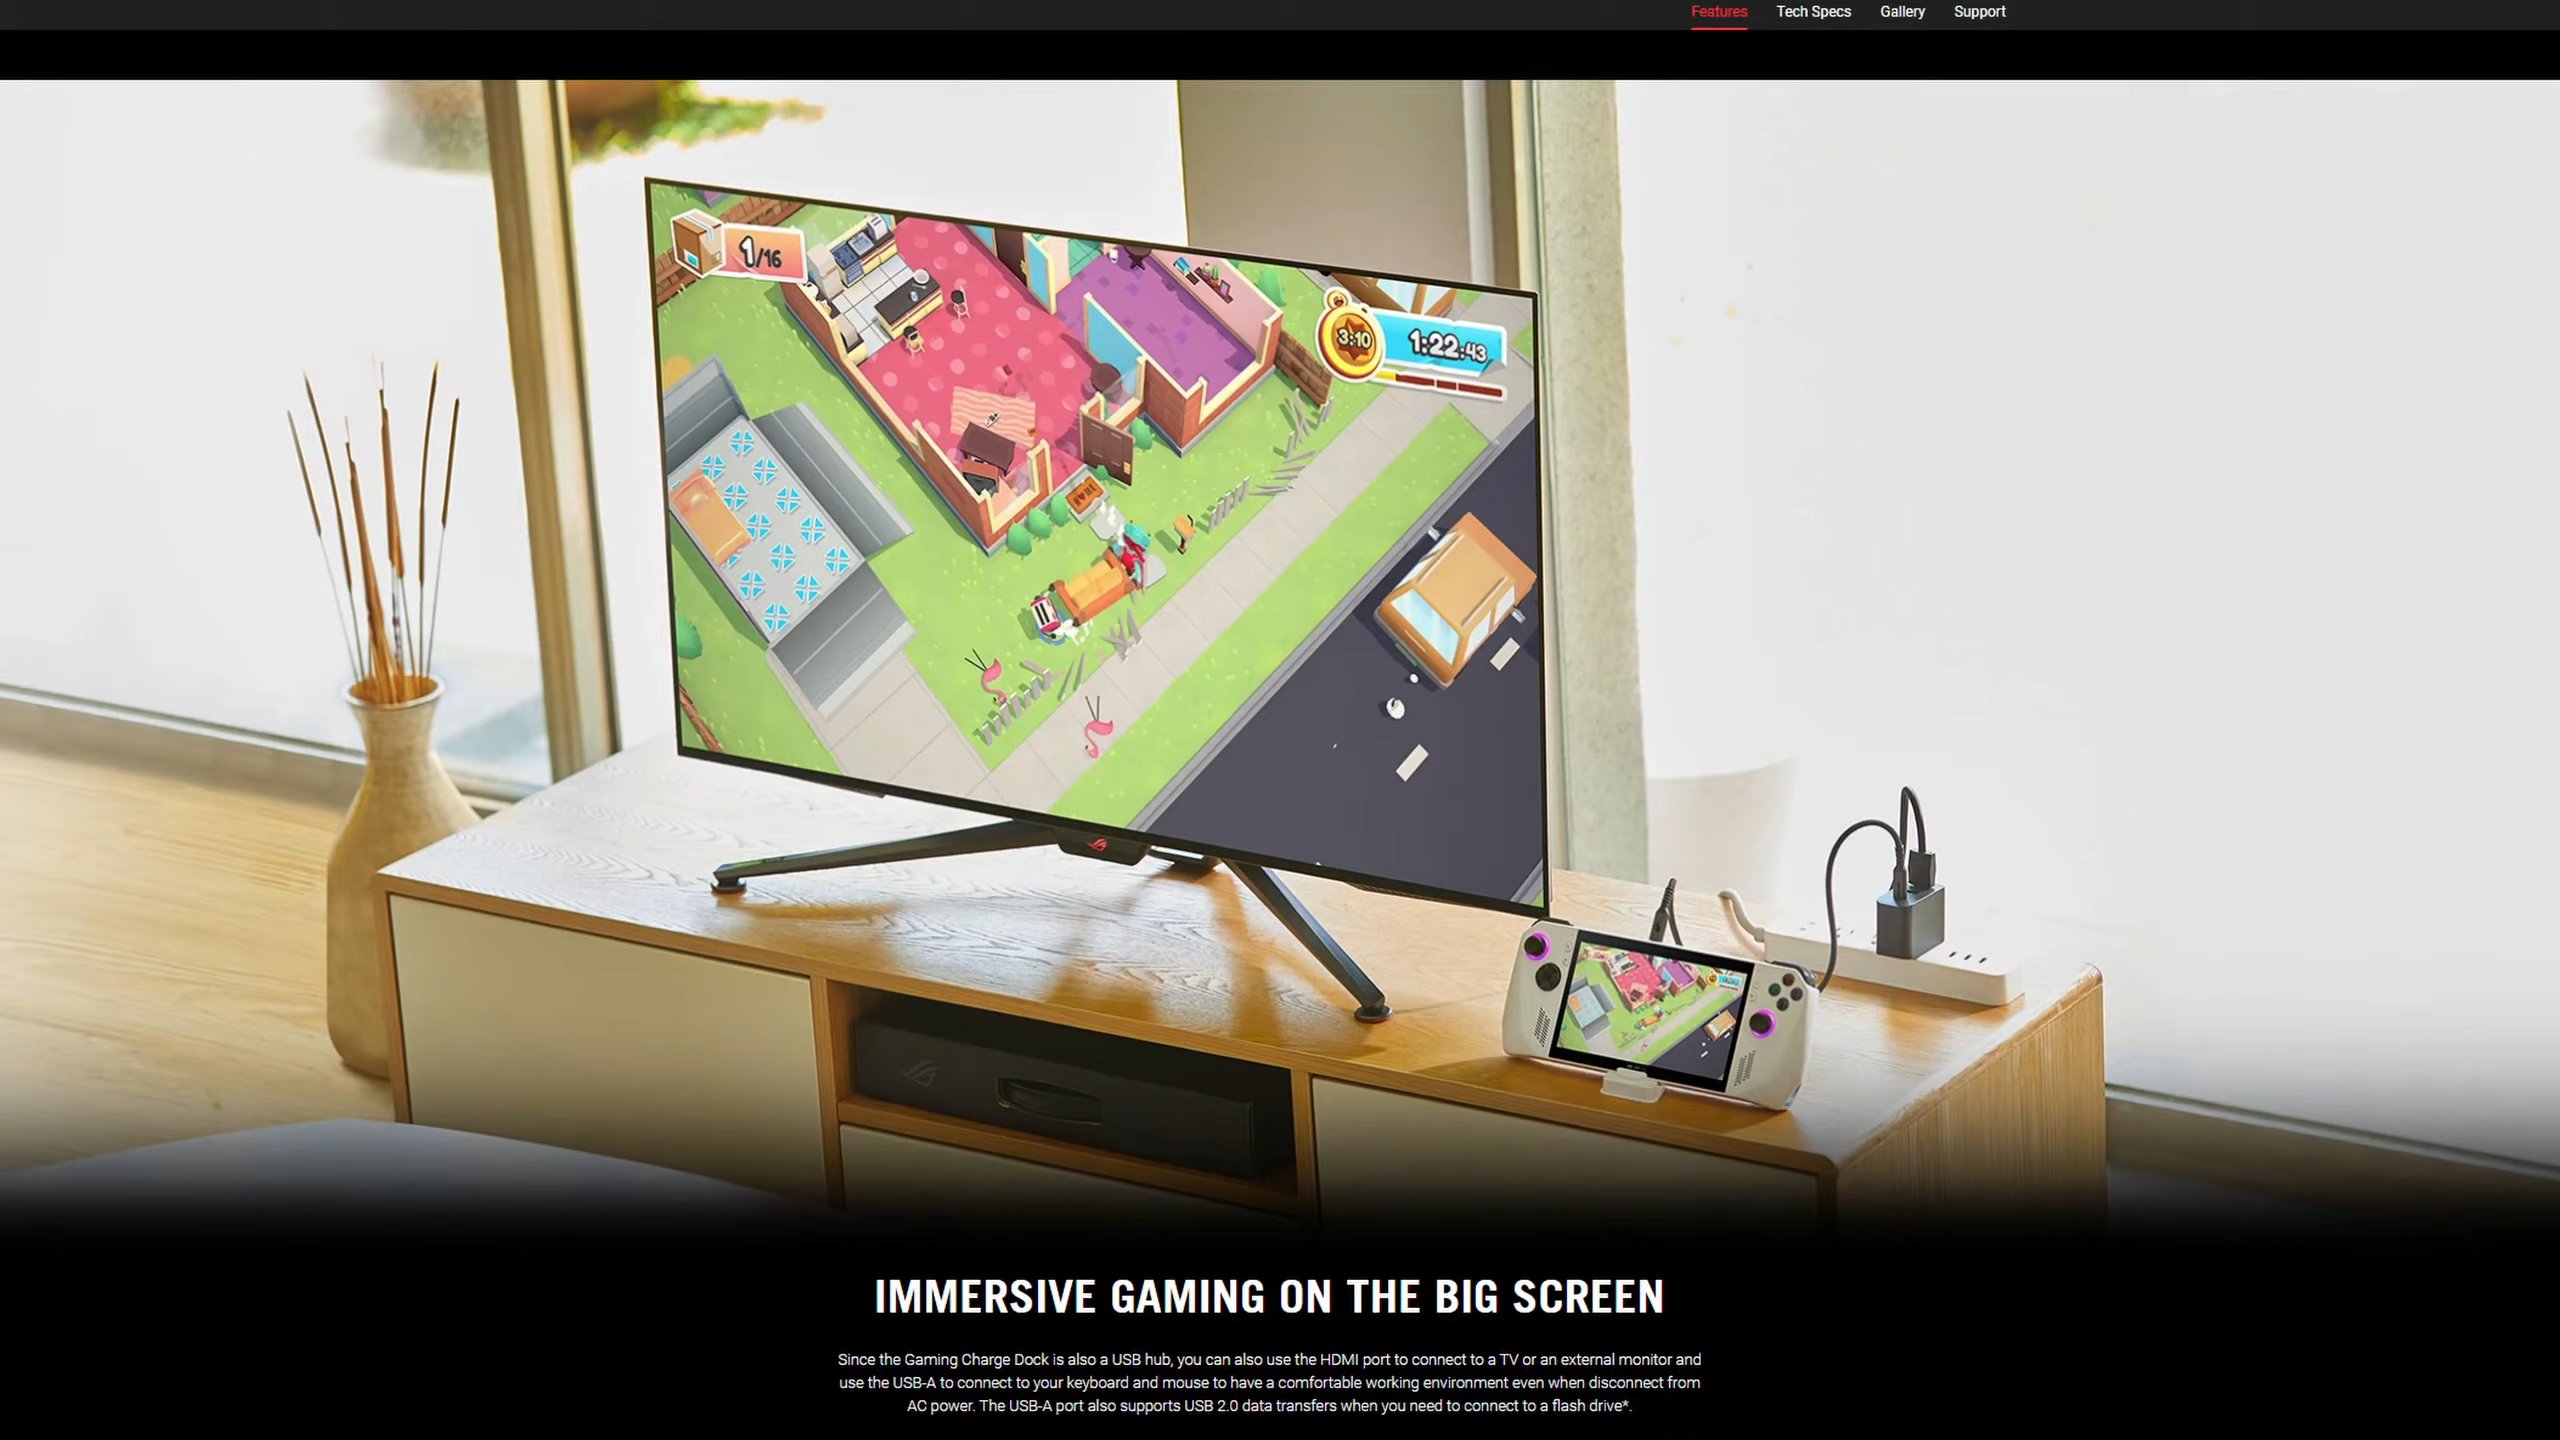 Features Tech Specs Gallery Support
1/16
3:10 1:22:43
IMMERSIVE GAMING ON THE BIG SCREEN
Since the Gaming Charge Dock is also a USB hub, you can also use the HDMI port to connect to a TV or an external monitor and
use the USB-A to connect to your keyboard and mouse to have a comfortable working environment even when disconnect from
AC power. The USB-A port also supports USB 2.0 data transfers when you need to connect to a flash drive*.